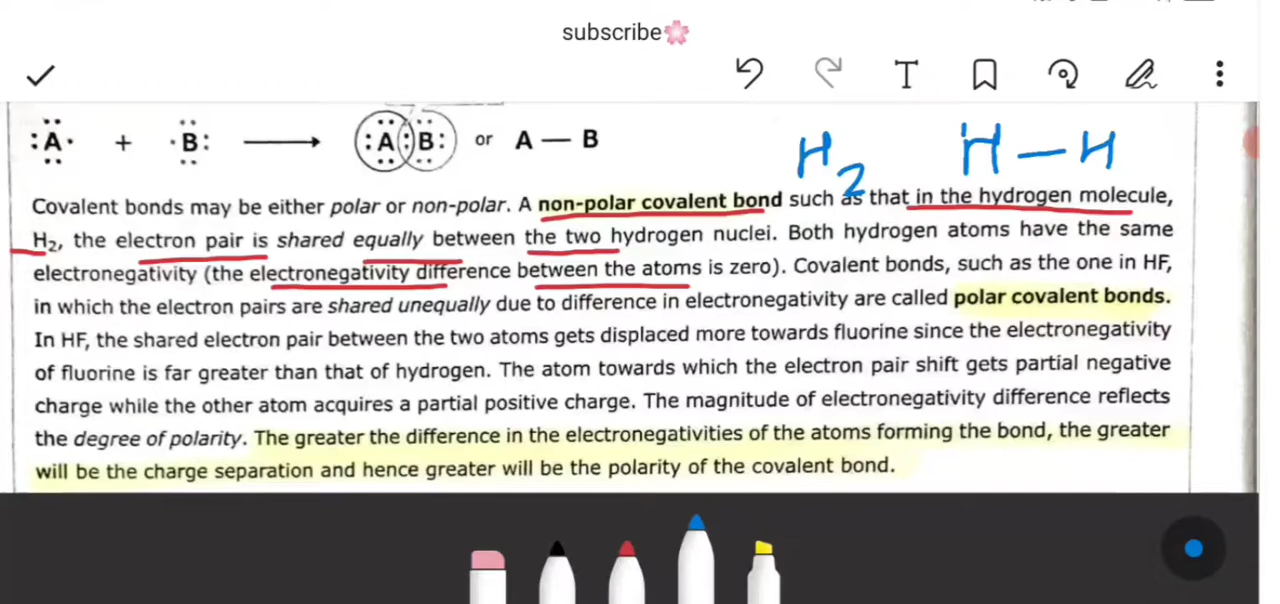 subscribe🌸
T
:A· + ·B: → :A:B: or A — B
H2 H – H
Covalent bonds may be either polar or non-polar. A non-polar covalent bond such as that in the hydrogen molecule,
H₂, the electron pair is shared equally between the two hydrogen nuclei. Both hydrogen atoms have the same
electronegativity (the electronegativity difference between the atoms is zero). Covalent bonds, such as the one in HF,
in which the electron pairs are shared unequally due to difference in electronegativity are called polar covalent bonds.
In HF, the shared electron pair between the two atoms gets displaced more towards fluorine since the electronegativity
of fluorine is far greater than that of hydrogen. The atom towards which the electron pair shift gets partial negative
charge while the other atom acquires a partial positive charge. The magnitude of electronegativity difference reflects
the degree of polarity. The greater the difference in the electronegativities of the atoms forming the bond, the greater
will be the charge separation and hence greater will be the polarity of the covalent bond.